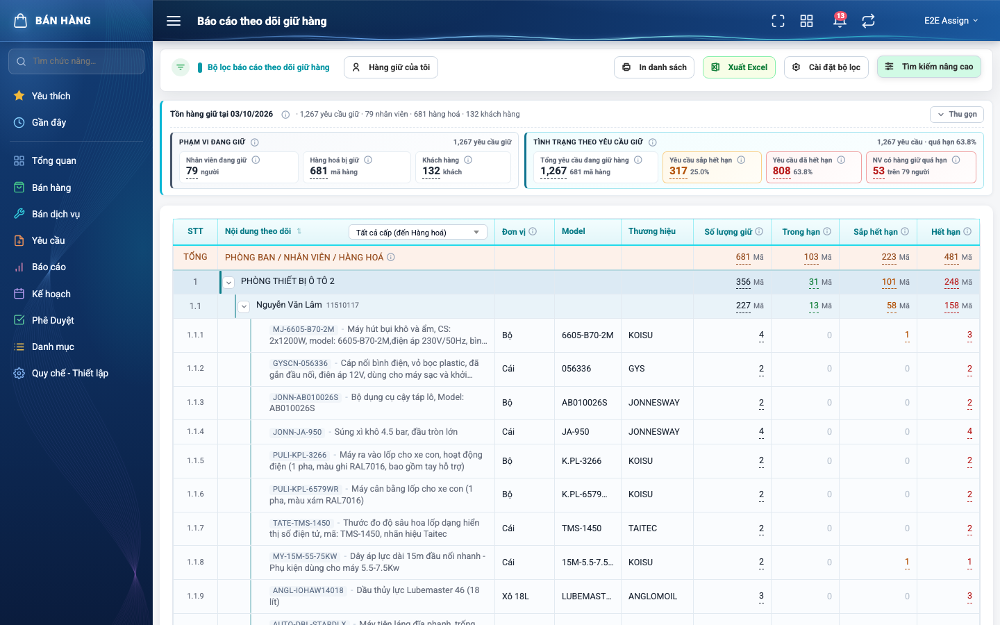 BÁN HÀNG
Báo cáo theo dõi giữ hàng
13
E2E Assign
Tìm chức năng...
Yêu thích
Gần đây
Tổng quan
Bán hàng
Bán dịch vụ
Yêu cầu
Báo cáo
Kế hoạch
Phê Duyệt
Danh mục
Quy chế - Thiết lập
Bộ lọc báo cáo theo dõi giữ hàng
Hàng giữ của tôi
In danh sách
Xuất Excel
Cài đặt bộ lọc
Tìm kiếm nâng cao
Tồn hàng giữ tại 03/10/2026 · 1,267 yêu cầu giữ · 79 nhân viên · 681 hàng hoá · 132 khách hàng
Thu gọn
PHẠM VI ĐANG GIỮ 1,267 yêu cầu giữ
Nhân viên đang giữ
79 người
Hàng hoá bị giữ
681 mã hàng
Khách hàng
132 khách
TÌNH TRẠNG THEO YÊU CẦU GIỮ 1,267 yêu cầu · quá hạn 63.8%
Tổng yêu cầu đang giữ hàng
1,267 681 mã hàng
Yêu cầu sắp hết hạn
317 25.0%
Yêu cầu đã hết hạn
808 63.8%
NV có hàng giữ quá hạn
53 trên 79 người
STT Nội dung theo dõi Tất cả cấp (đến Hàng hoá) Đơn vị Model Thương hiệu Số lượng giữ Trong hạn Sắp hết hạn Hết hạn
TỔNG PHÒNG BAN / NHÂN VIÊN / HÀNG HOÁ 681 Mã 103 Mã 223 Mã 481 Mã
1 PHÒNG THIẾT BỊ Ô TÔ 2 356 Mã 31 Mã 101 Mã 248 Mã
1.1 Nguyễn Văn Lâm 11510117 227 Mã 13 Mã 58 Mã 158 Mã
1.1.1 MJ-6605-B70-2M - Máy hút bụi khô và ẩm, CS:
2x1200W, model: 6605-B70-2M,điện áp 230V/50Hz, bìn... Bộ 6605-B70-2M KOISU 4 0 1 3
1.1.2 GYSCN-056336 - Cáp nối bình điện, vỏ bọc plastic, đã
gắn đầu nối, điên áp 12V, dùng cho máy sạc và khởi... Cái 056336 GYS 2 0 0 2
1.1.3 JONN-AB010026S - Bộ dụng cụ cậy táp lô, Model:
AB010026S Bộ AB010026S JONNESWAY 2 0 0 2
1.1.4 JONN-JA-950 - Súng xì khô 4.5 bar, đầu tròn lớn Cái JA-950 JONNESWAY 4 0 0 4
1.1.5 PULI-KPL-3266 - Máy ra vào lốp cho xe con, hoạt động
điện (1 pha, màu ghi RAL7016, bao gồm tay hỗ trợ) Bộ K.PL-3266 KOISU 2 0 0 2
1.1.6 PULI-KPL-6579WR - Máy cân bằng lốp cho xe con (1
pha, màu xám RAL7016) Bộ K.PL-6579... KOISU 2 0 0 2
1.1.7 TATE-TMS-1450 - Thước đo độ sâu hoa lốp dạng hiển
thị số điện tử, mã: TMS-1450, nhãn hiệu Taitec Cái TMS-1450 TAITEC 2 0 0 2
1.1.8 MY-15M-55-75KW - Dây áp lực dài 15m đầu nối nhanh -
Phụ kiện dùng cho máy 5.5-7.5Kw Cái 15M-5.5-7.5... KOISU 2 0 1 1
1.1.9 ANGL-IOHAW14018 - Dầu thủy lực Lubemaster 46 (18
lít) Xô 18L LUBEMAST... ANGLOMOIL 3 0 0 3
AUTO-DBL-STARDLX - Máy tiện láng đĩa phanh, trống